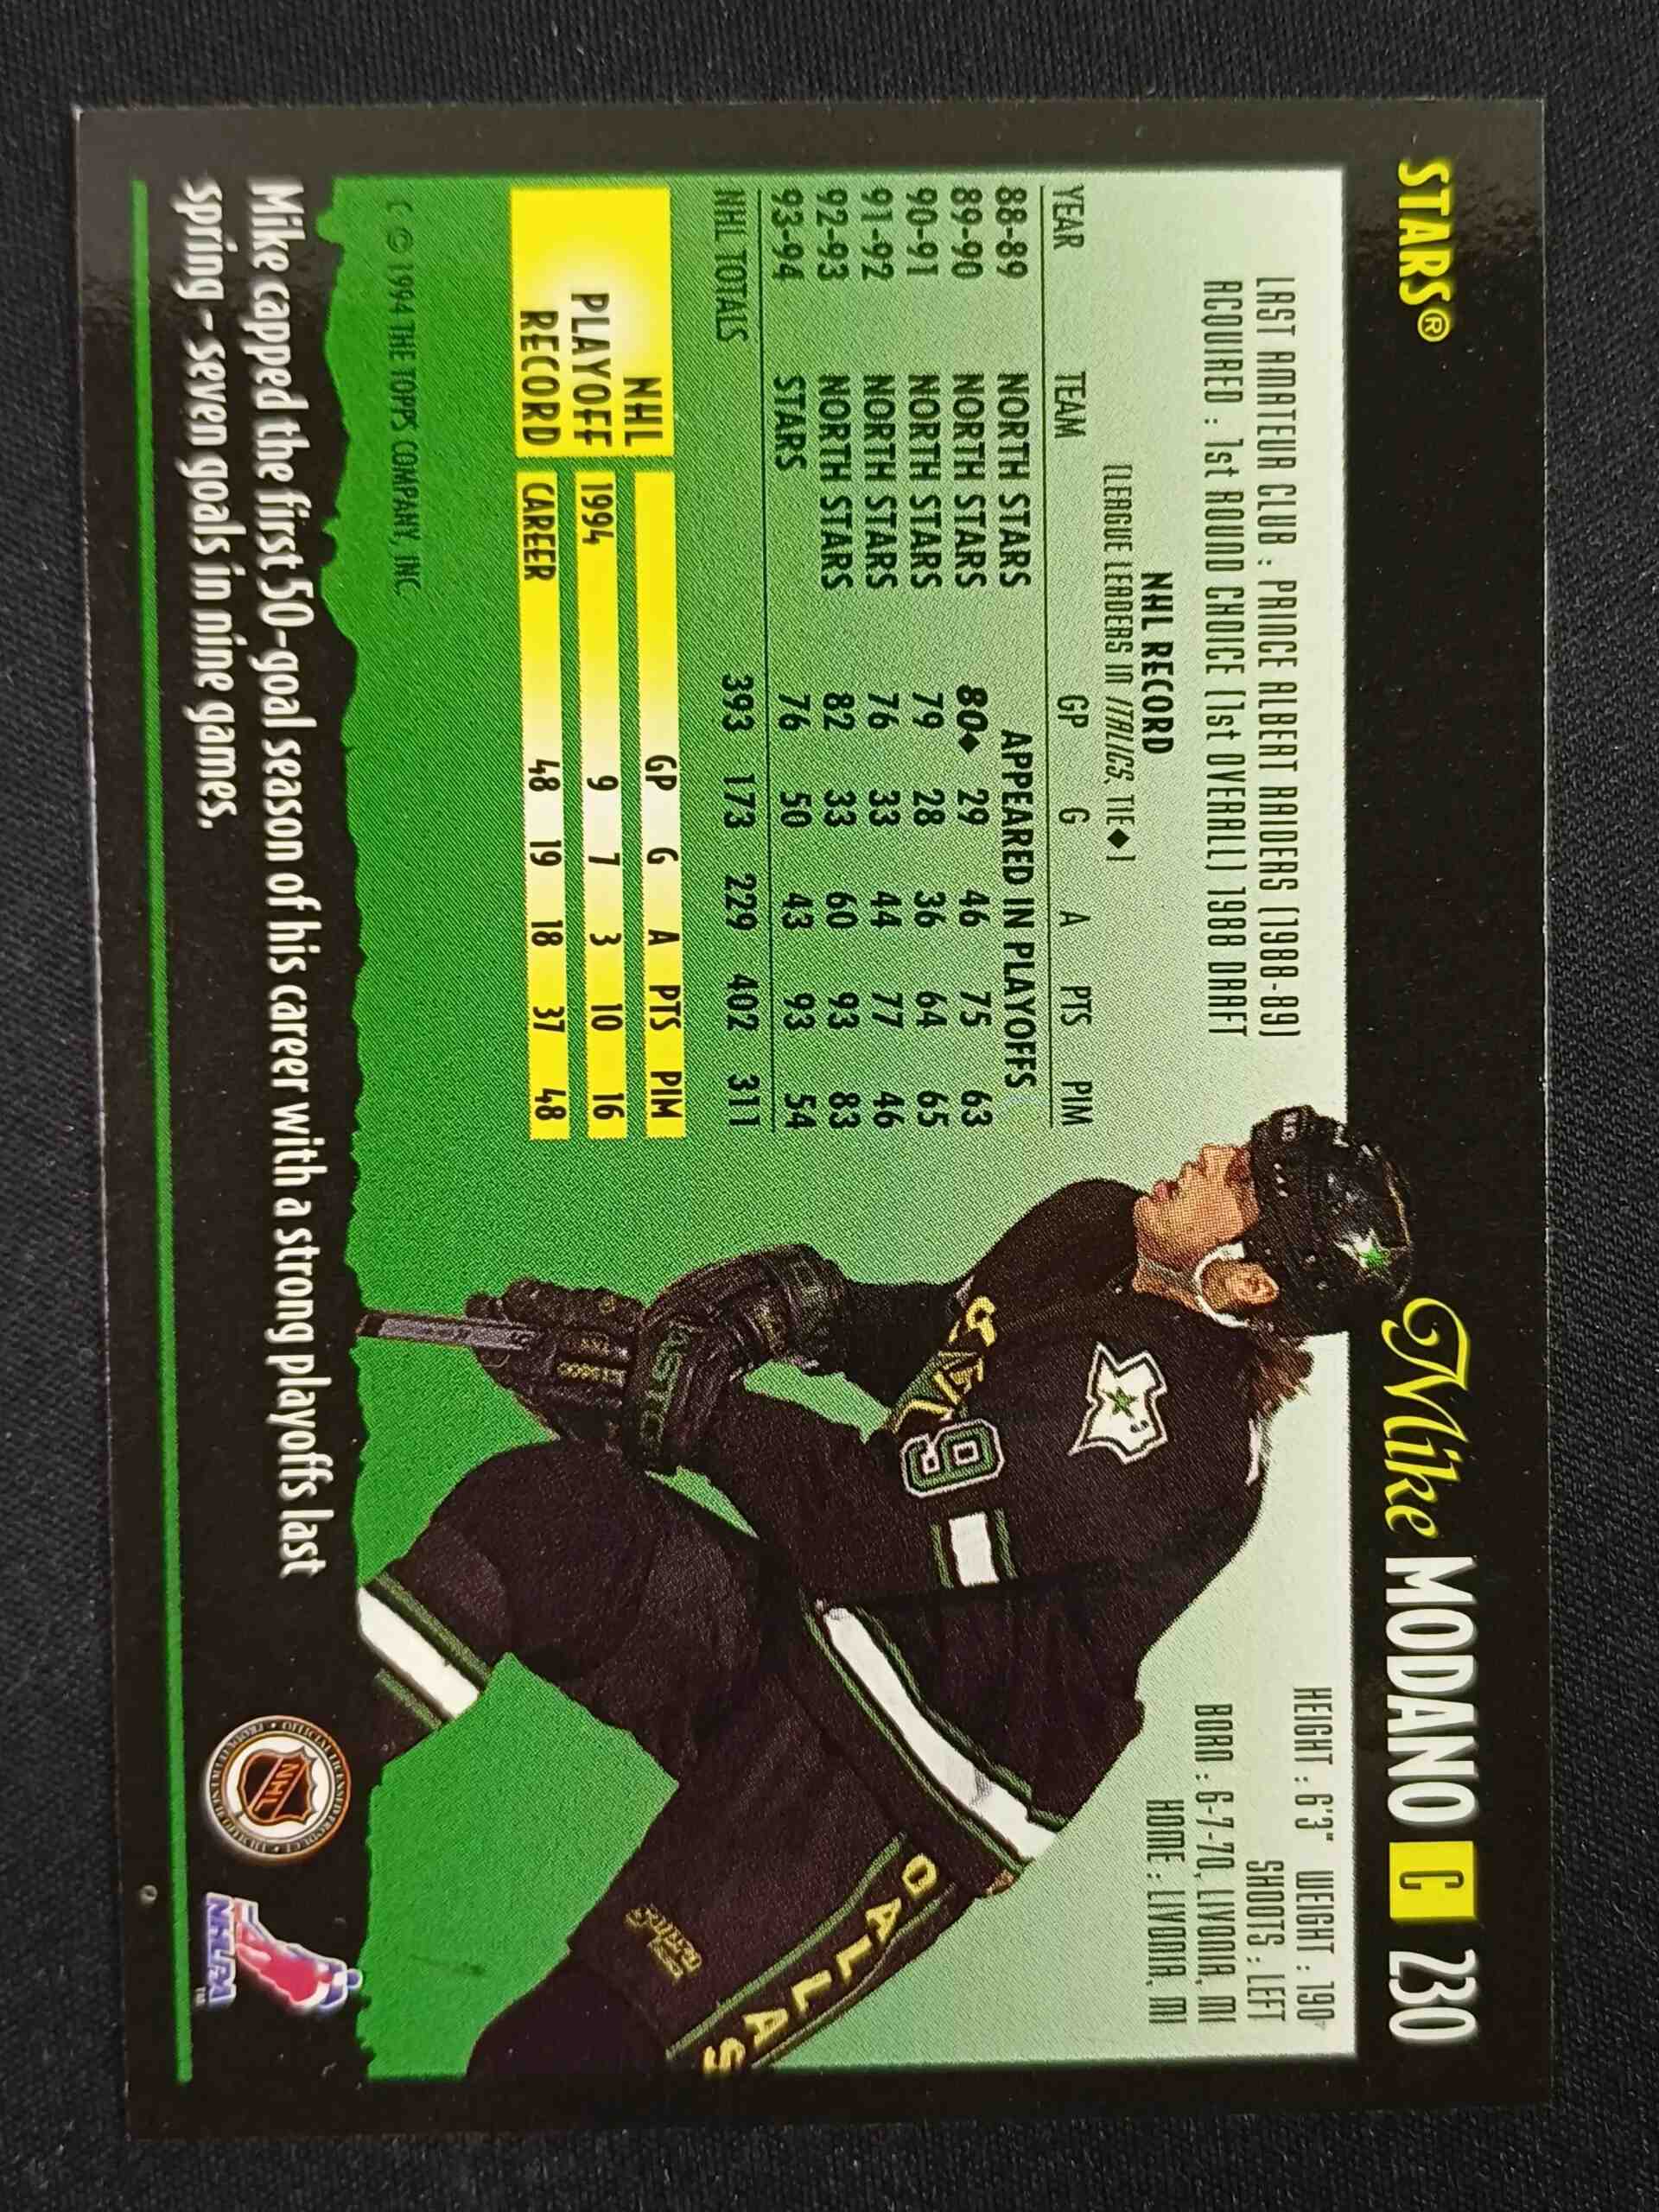 STARS® Mike MODANO C 230
LAST AMATEUR CLUB : PRINCE ALBERT RAIDERS (1988-89)
ACQUIRED : 1st ROUND CHOICE (1st OVERALL) 1988 DRAFT
HEIGHT : 6'3" WEIGHT : 190
SHOOTS : LEFT
BORN : 6-7-70, LIVONIA, MI
HOME : LIVONIA, MI
NHL RECORD
(LEAGUE LEADERS IN ITALICS, TIE ◆)
YEAR TEAM GP G A PTS PIM
88-89 NORTH STARS APPEARED IN PLAYOFFS
89-90 NORTH STARS 80◆ 29 46 75 63
90-91 NORTH STARS 79 28 36 64 65
91-92 NORTH STARS 76 33 44 77 46
92-93 NORTH STARS 82 33 60 93 83
93-94 STARS 76 50 43 93 54
NHL TOTALS 393 173 229 402 311
NHL PLAYOFF RECORD
GP G A PTS PIM
1994 9 7 3 10 16
CAREER 48 19 18 37 48
© 1994 THE TOPPS COMPANY, INC.
9
DALLAS
Mike capped the first 50-goal season of his career with a strong playoffs last
spring - seven goals in nine games.
NHL
NHLPA
TM